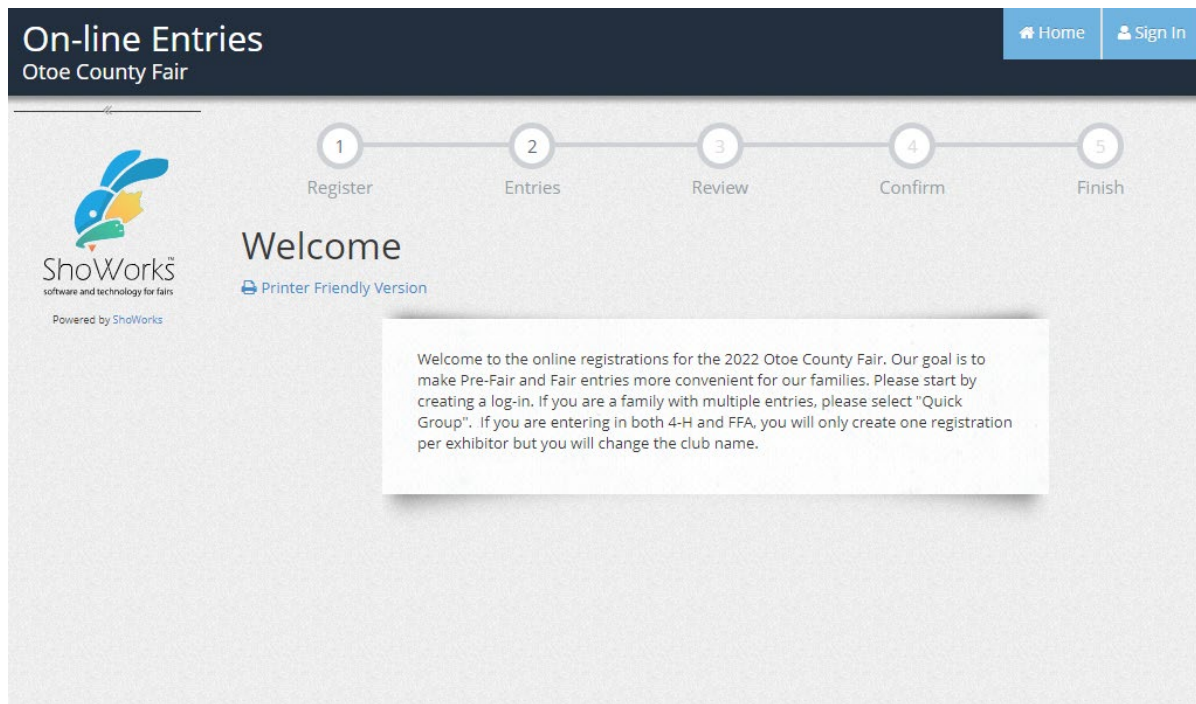 On-line Entries
Otoe County Fair
Home
Sign In
ShoWorks™
software and technology for fairs
Powered by ShoWorks
1
2
3
4
5
Register
Entries
Review
Confirm
Finish
Welcome
Printer Friendly Version
Welcome to the online registrations for the 2022 Otoe County Fair. Our goal is to
make Pre-Fair and Fair entries more convenient for our families. Please start by
creating a log-in. If you are a family with multiple entries, please select "Quick
Group".  If you are entering in both 4-H and FFA, you will only create one registration
per exhibitor but you will change the club name.